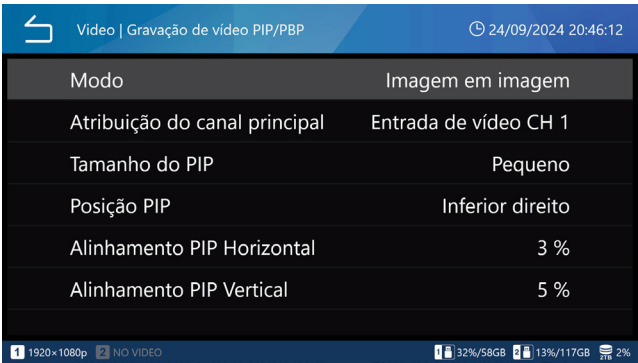 Video | Gravação de vídeo PIP/PBP 24/09/2024 20:46:12
Modo Imagem em imagem
Atribuição do canal principal Entrada de vídeo CH 1
Tamanho do PIP Pequeno
Posição PIP Inferior direito
Alinhamento PIP Horizontal 3 %
Alinhamento PIP Vertical 5 %
1 1920×1080p 2 NO VIDEO 1 32%/58GB 2 13%/117GB 2TB 2%